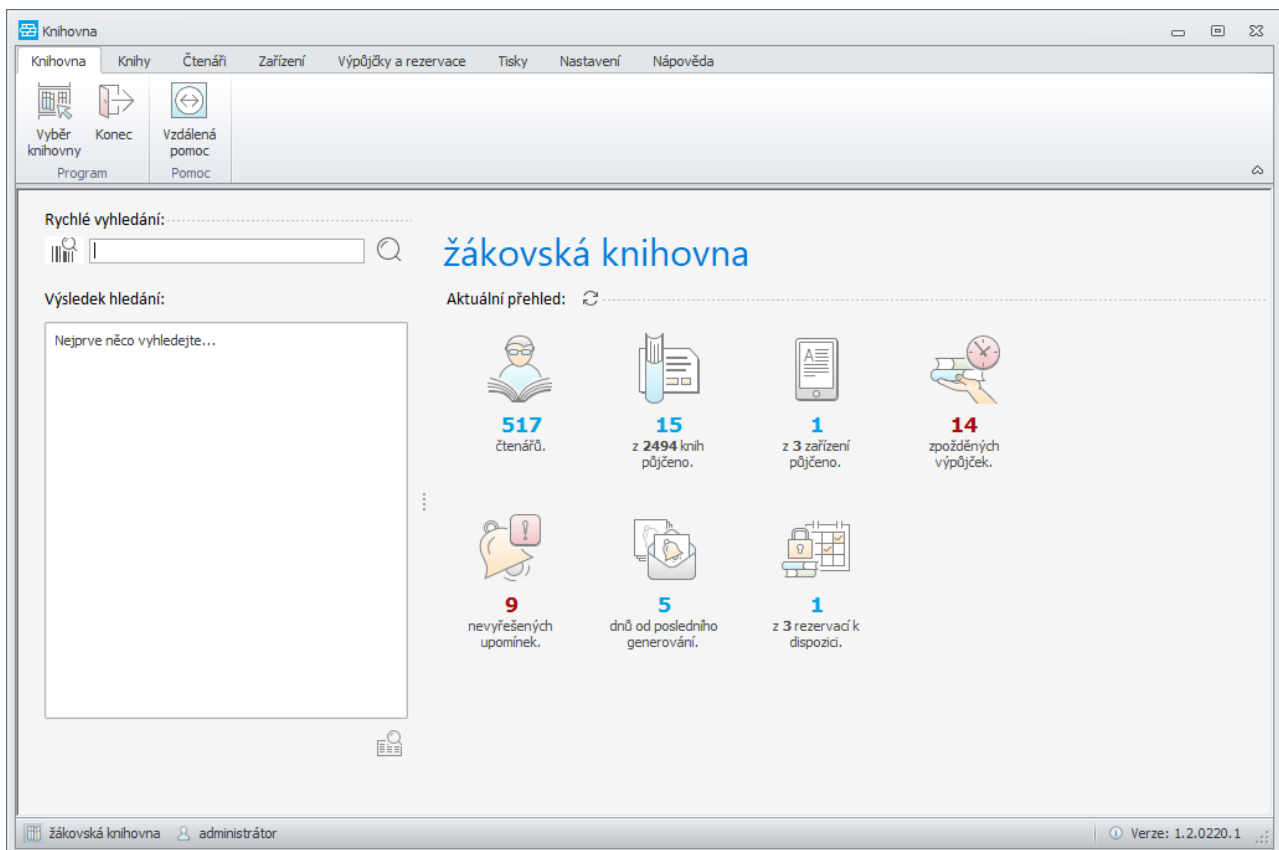 Knihovna
Knihovna Knihy Čtenáři Zařízení Výpůjčky a rezervace Tisky Nastavení Nápověda
Vyběr knihovny
Konec
Vzdálená pomoc
Program
Pomoc
Rychlé vyhledání:
Výsledek hledání:
Nejprve něco vyhledejte...
žákovská knihovna
Aktuální přehled:
517
čtenářů.
15
z 2494 knih
půjčeno.
1
z 3 zařízení
půjčeno.
14
zpožděných
výpůjček.
9
nevyřešených
upomínek.
5
dnů od posledního
generování.
1
z 3 rezervací k
dispozici.
žákovská knihovna administrátor Verze: 1.2.0220.1